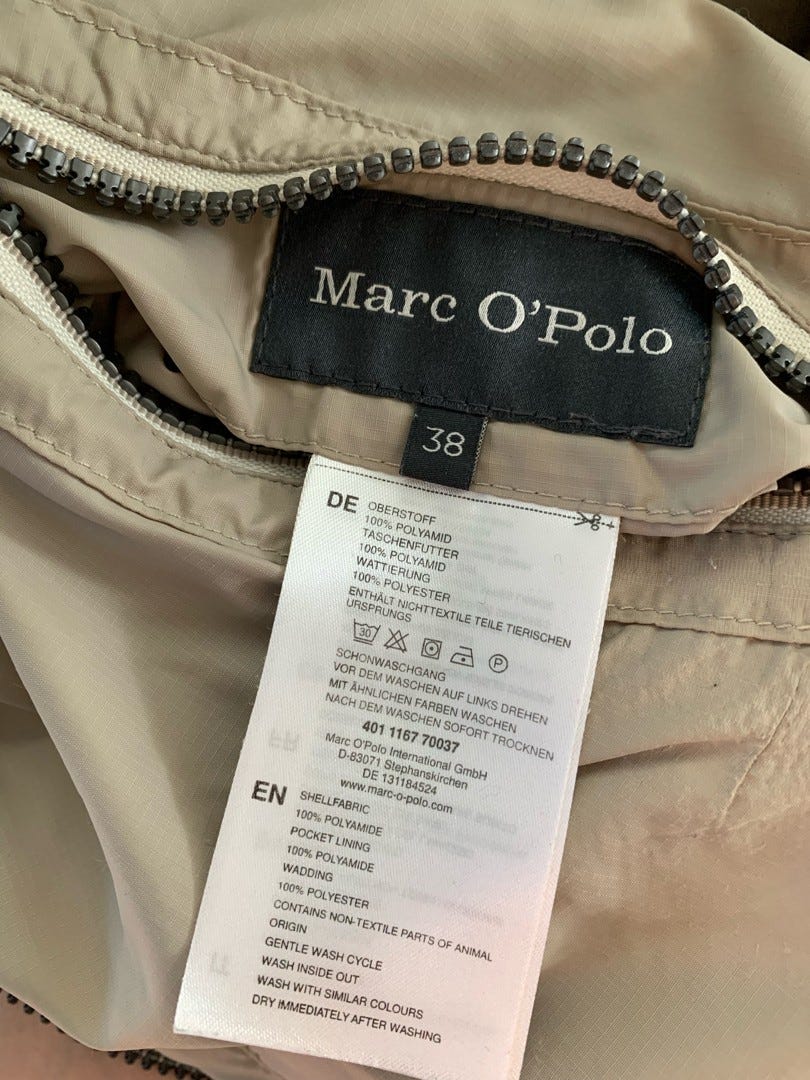 Marc O'Polo
38
DE OBERSTOFF
100% POLYAMID
TASCHENFUTTER
100% POLYAMID
WATTIERUNG
100% POLYESTER
ENTHÄLT NICHTTEXTILE TEILE TIERISCHEN
URSPRUNGS
30 P
SCHONWASCHGANG
VOR DEM WASCHEN AUF LINKS DREHEN
MIT ÄHNLICHEN FARBEN WASCHEN
NACH DEM WASCHEN SOFORT TROCKNEN
401 1167 70037
Marc O'Polo International GmbH
D-83071 Stephanskirchen
DE 131184524
www.marc-o-polo.com
EN SHELLFABRIC
100% POLYAMIDE
POCKET LINING
100% POLYAMIDE
WADDING
100% POLYESTER
CONTAINS NON-TEXTILE PARTS OF ANIMAL
ORIGIN
GENTLE WASH CYCLE
WASH INSIDE OUT
WASH WITH SIMILAR COLOURS
DRY IMMEDIATELY AFTER WASHING